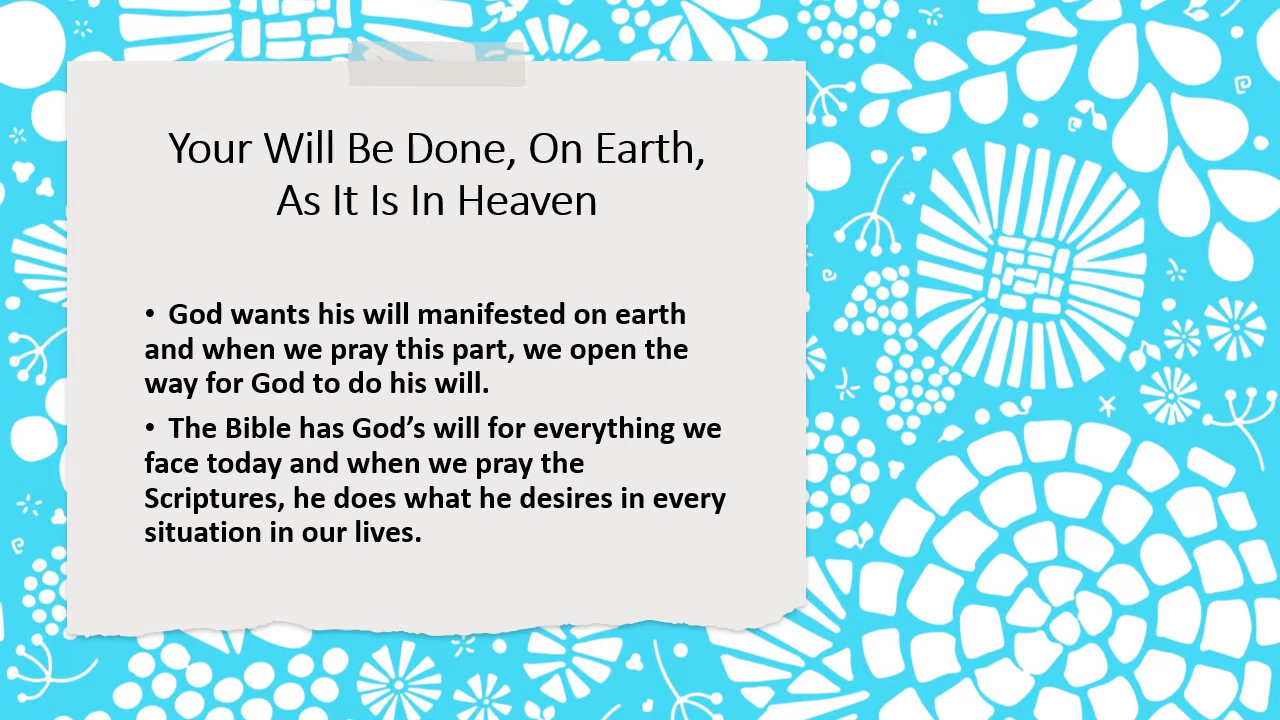 Your Will Be Done, On Earth,
As It Is In Heaven
• God wants his will manifested on earth
and when we pray this part, we open the
way for God to do his will.
• The Bible has God’s will for everything we
face today and when we pray the
Scriptures, he does what he desires in every
situation in our lives.